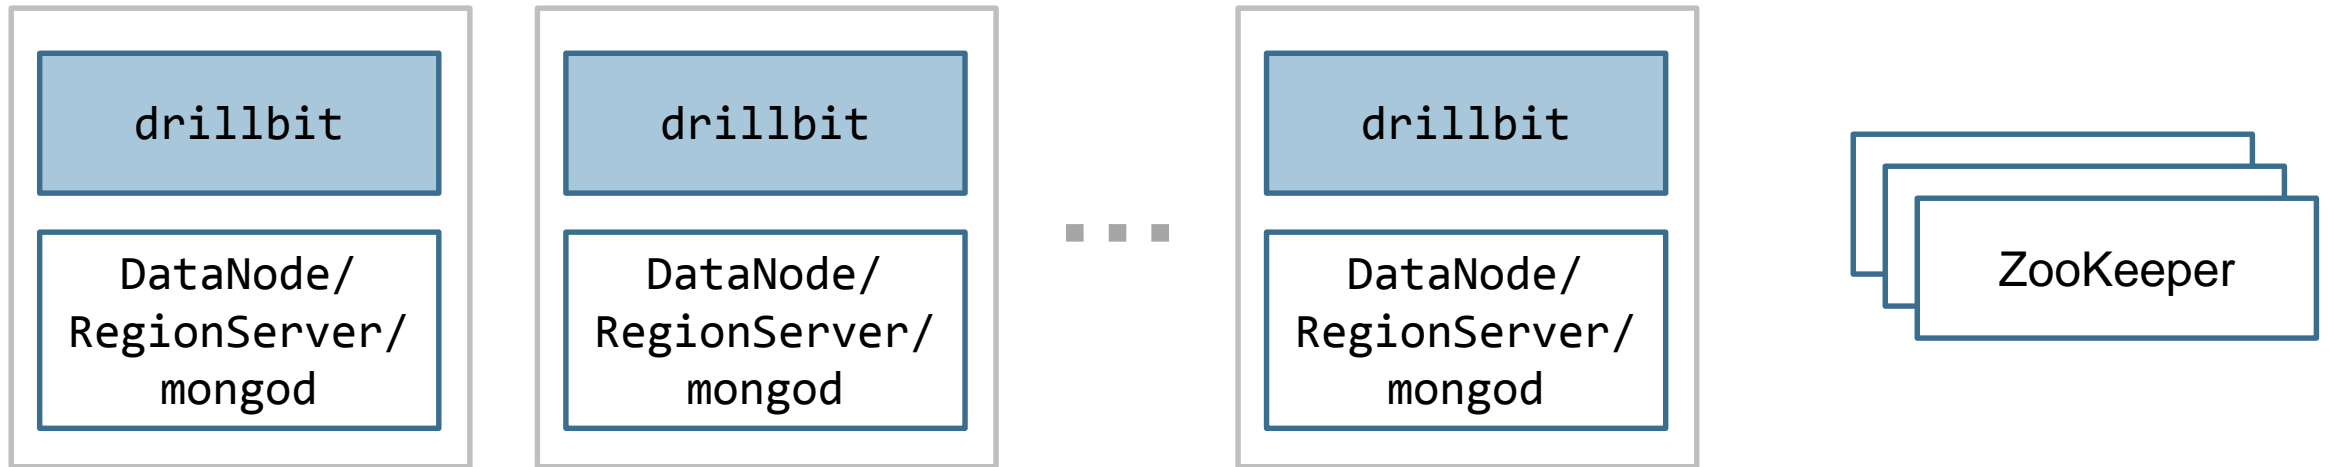 drillbit
DataNode/
RegionServer/
mongod
drillbit
DataNode/
RegionServer/
mongod
drillbit
DataNode/
RegionServer/
mongod
ZooKeeper